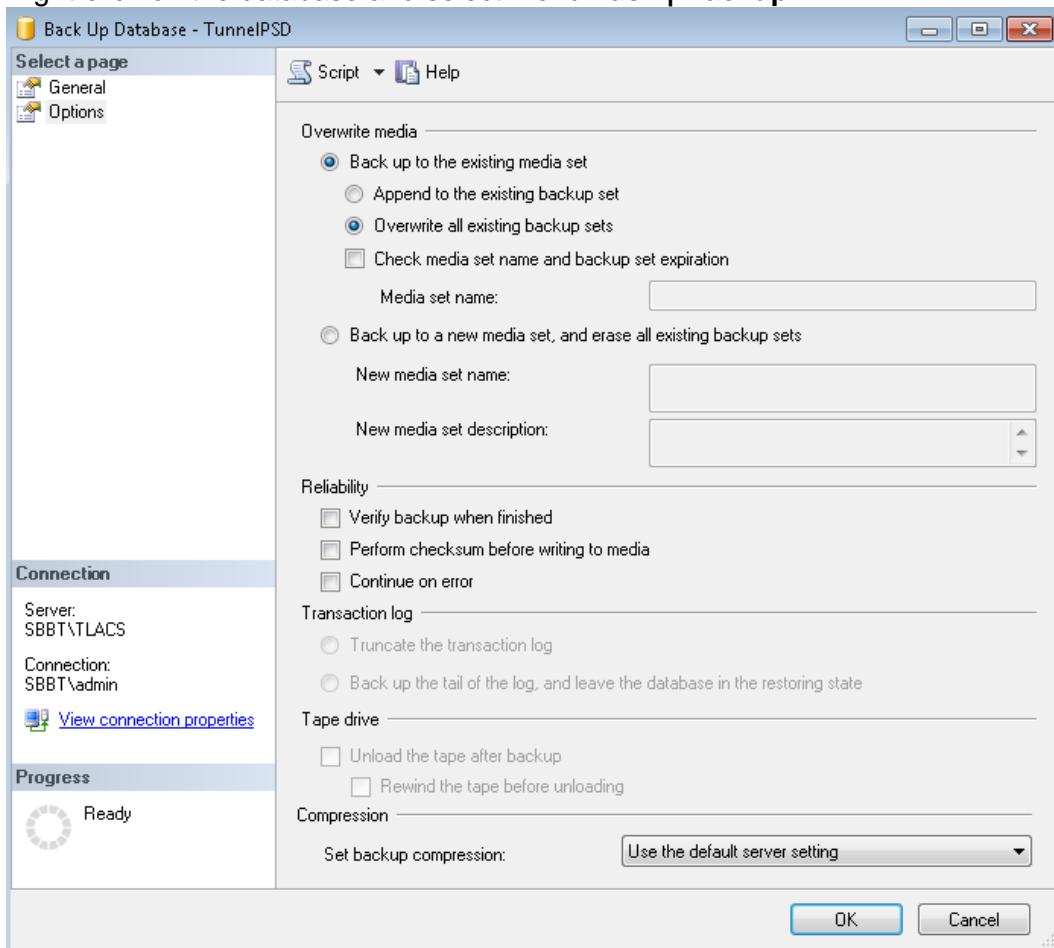 Back Up Database - TunnelPSD
Select a page
General
Options
Script
Help
Overwrite media
Back up to the existing media set
Append to the existing backup set
Overwrite all existing backup sets
Check media set name and backup set expiration
Media set name:
Back up to a new media set, and erase all existing backup sets
New media set name:
New media set description:
Reliability
Verify backup when finished
Perform checksum before writing to media
Continue on error
Connection
Server:
SBBT\TLACS
Connection:
SBBT\admin
View connection properties
Transaction log
Truncate the transaction log
Back up the tail of the log, and leave the database in the restoring state
Tape drive
Unload the tape after backup
Rewind the tape before unloading
Progress
Ready
Compression
Set backup compression:
Use the default server setting
OK
Cancel